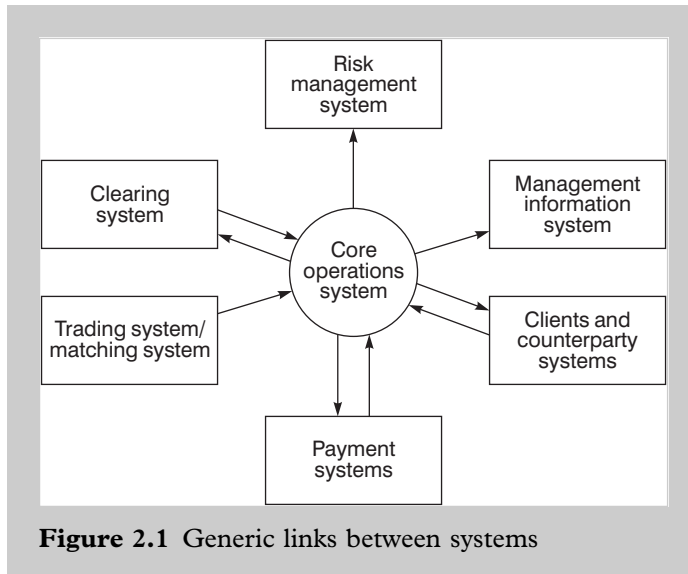 Risk
management
system
Clearing
system
Management
information
system
Core
operations
system
Trading system/
matching system
Clients and
counterparty
systems
Payment
systems
Figure 2.1 Generic links between systems